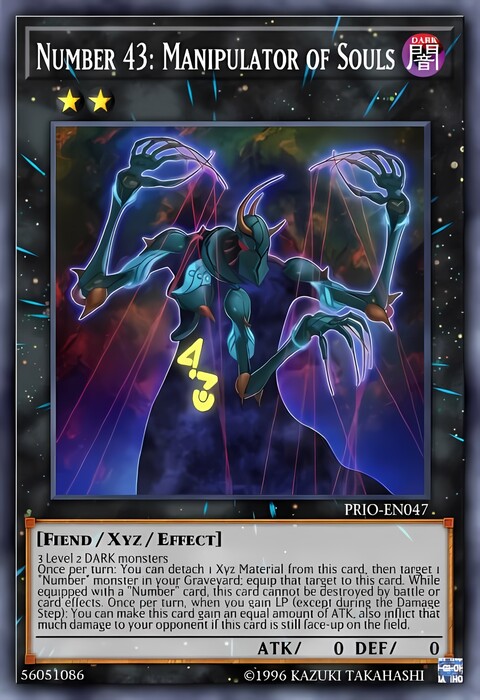 NUMBER 43: MANIPULATOR OF SOULS
DARK
闇
43
PRIO-EN047
[FIEND / XYZ / EFFECT]
3 Level 2 DARK monsters
Once per turn: You can detach 1 Xyz Material from this card, then target 1
"Number" monster in your Graveyard; equip that target to this card. While
equipped with a "Number" card, this card cannot be destroyed by battle or
card effects. Once per turn, when you gain LP (except during the Damage
Step): You can make this card gain an equal amount of ATK, also inflict that
much damage to your opponent if this card is still face-up on the field.
ATK/ 0 DEF/ 0
56051086
©1996 KAZUKI TAKAHASHI